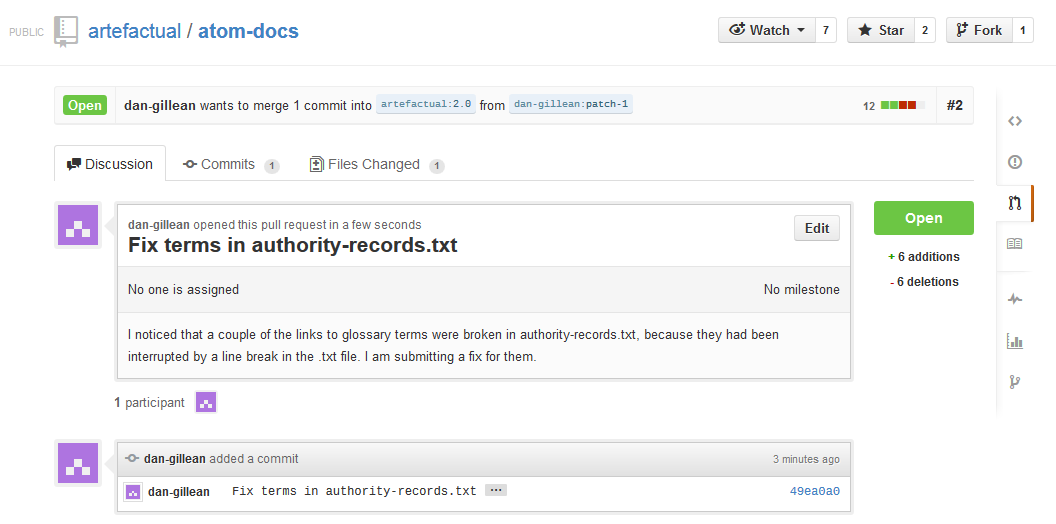 PUBLIC artefactual / atom-docs Watch 7 Star 2 Fork 1
Open dan-gillean wants to merge 1 commit into artefactual:2.0 from dan-gillean:patch-1 12 #2
Discussion Commits 1 Files Changed 1
dan-gillean opened this pull request in a few seconds
Fix terms in authority-records.txt
Edit
Open
+ 6 additions
- 6 deletions
No one is assigned No milestone
I noticed that a couple of the links to glossary terms were broken in authority-records.txt, because they had been
interrupted by a line break in the .txt file. I am submitting a fix for them.
1 participant
dan-gillean added a commit 3 minutes ago
dan-gillean Fix terms in authority-records.txt ... 49ea0a0